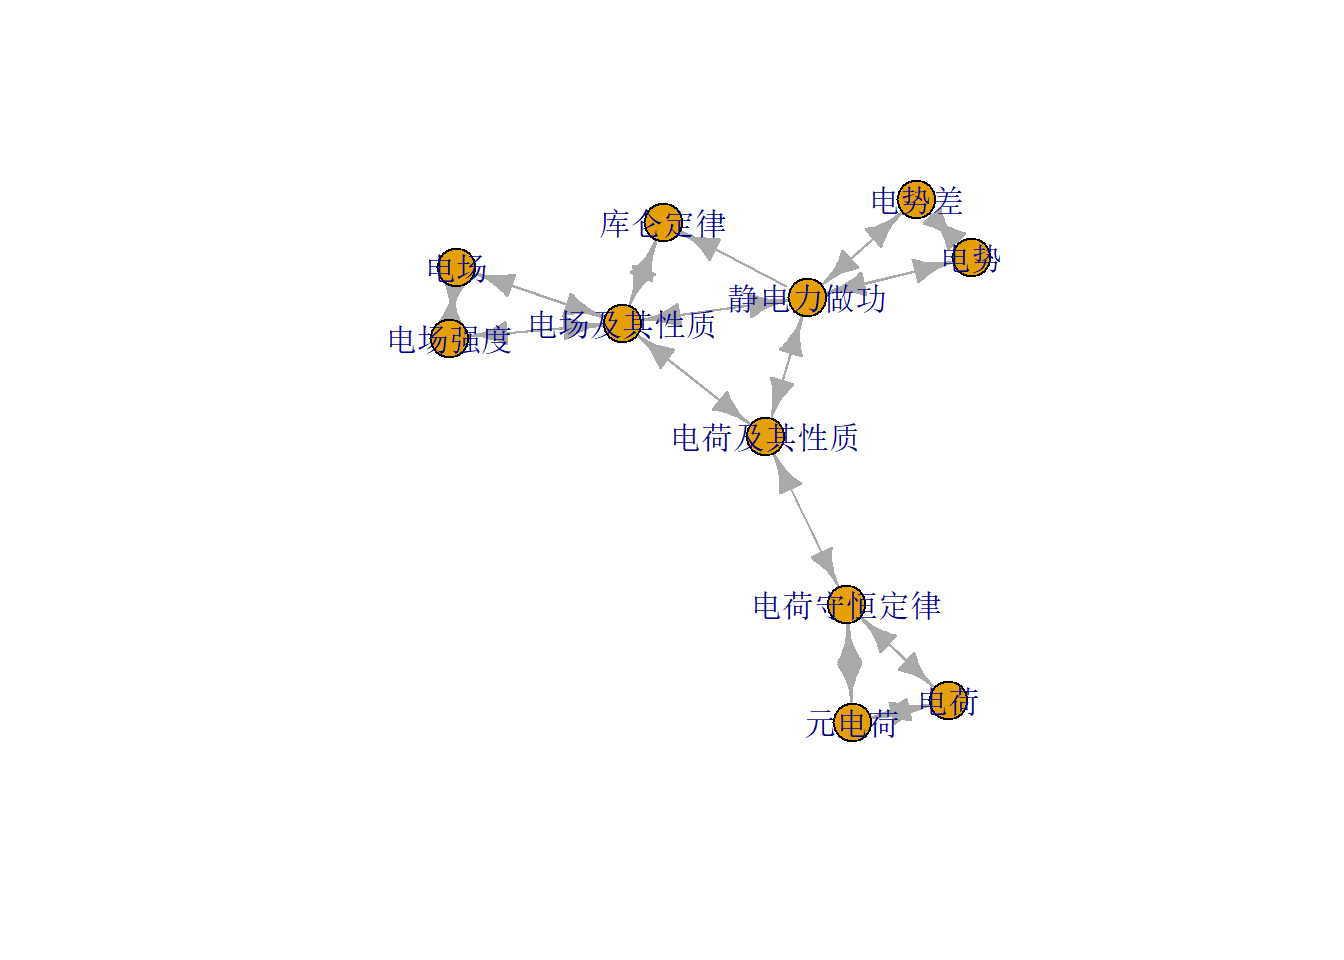 电势差
库仑定律
电势
电场
静电力做功
电场及其性质
电场强度
电荷及其性质
电荷守恒定律
电荷
元电荷